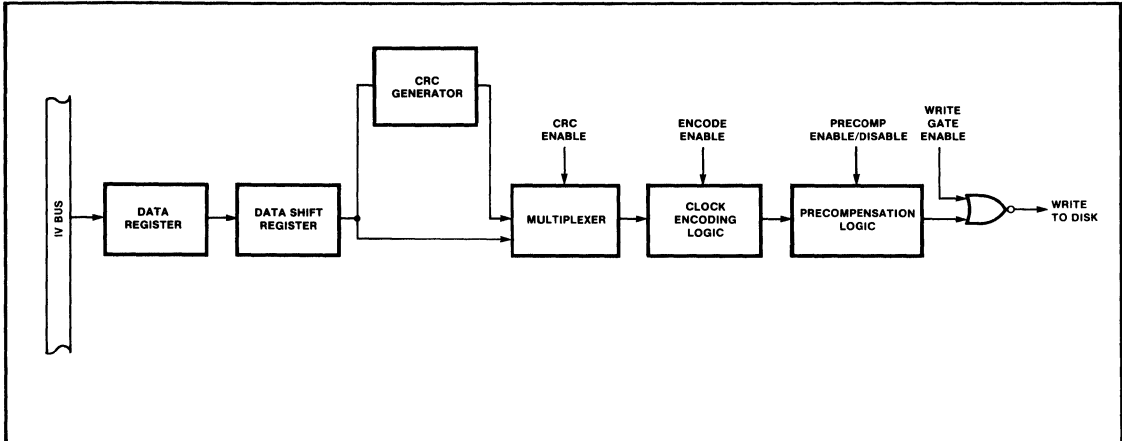 IV BUS
DATA
REGISTER
DATA SHIFT
REGISTER
CRC
GENERATOR
CRC
ENABLE
MULTIPLEXER
ENCODE
ENABLE
CLOCK
ENCODING
LOGIC
PRECOMP
ENABLE/DISABLE
PRECOMPENSATION
LOGIC
WRITE
GATE
ENABLE
WRITE
TO DISK